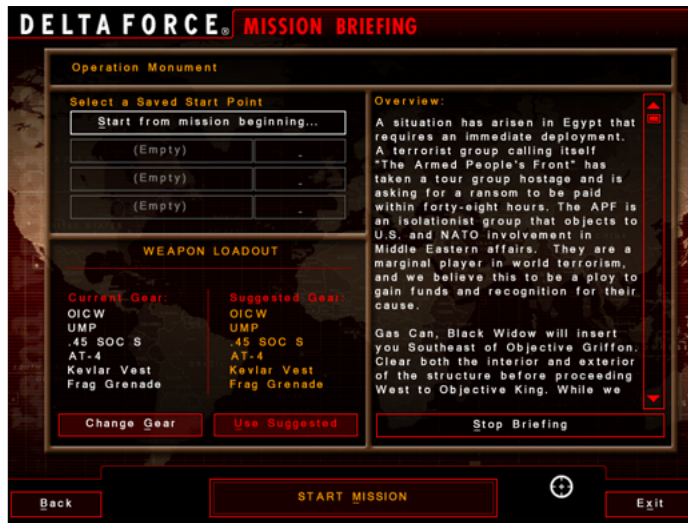 DELTA FORCE® MISSION BRIEFING
Operation Monument
Select a Saved Start Point
Start from mission beginning...
(Empty) -
(Empty) -
(Empty) -
WEAPON LOADOUT
Current Gear:
OICW
UMP
.45 SOC S
AT-4
Kevlar Vest
Frag Grenade
Suggested Gear:
OICW
UMP
.45 SOC S
AT-4
Kevlar Vest
Frag Grenade
Change Gear
Use Suggested
Overview:
A situation has arisen in Egypt that
requires an immediate deployment.
A terrorist group calling itself
"The Armed People's Front" has
taken a tour group hostage and is
asking for a ransom to be paid
within forty-eight hours. The APF is
an isolationist group that objects to
U.S. and NATO involvement in
Middle Eastern affairs. They are a
marginal player in world terrorism,
and we believe this to be a ploy to
gain funds and recognition for their
cause.
Gas Can, Black Widow will insert
you Southeast of Objective Griffon.
Clear both the interior and exterior
of the structure before proceeding
West to Objective King. While we
Stop Briefing
Back
START MISSION
Exit